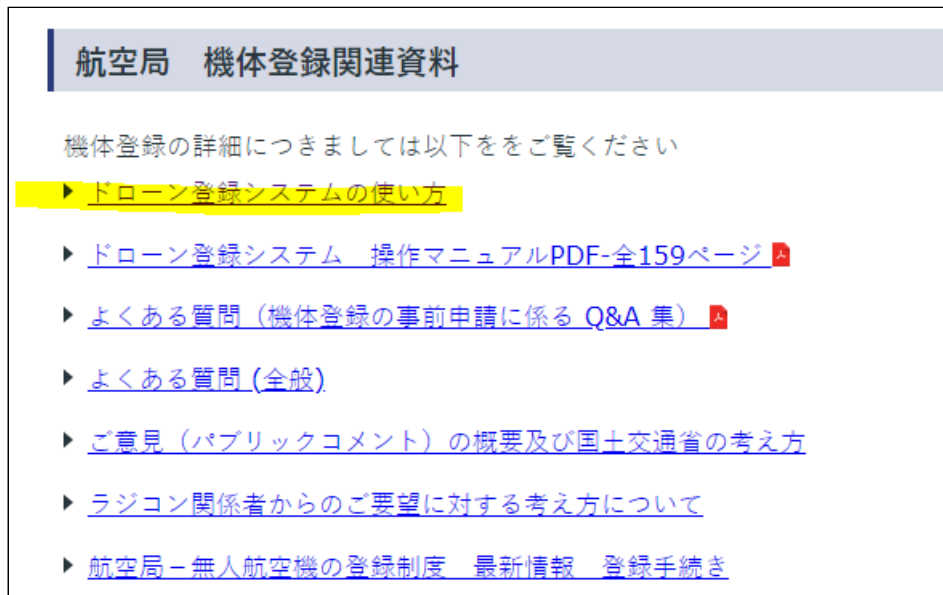 航空局　機体登録関連資料
機体登録の詳細につきましては以下ををご覧ください
ドローン登録システムの使い方
ドローン登録システム　操作マニュアルPDF-全159ページ
よくある質問（機体登録の事前申請に係る Q&A 集）
よくある質問 (全般)
ご意見（パブリックコメント）の概要及び国土交通省の考え方
ラジコン関係者からのご要望に対する考え方について
航空局－無人航空機の登録制度　最新情報　登録手続き